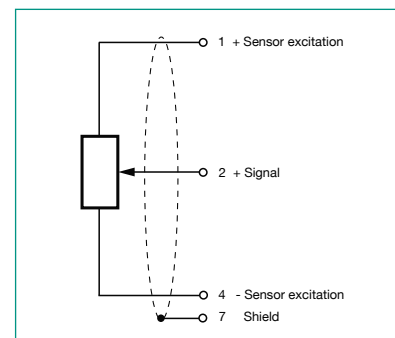 1 + Sensor excitation
2 + Signal
4 - Sensor excitation
7 Shield